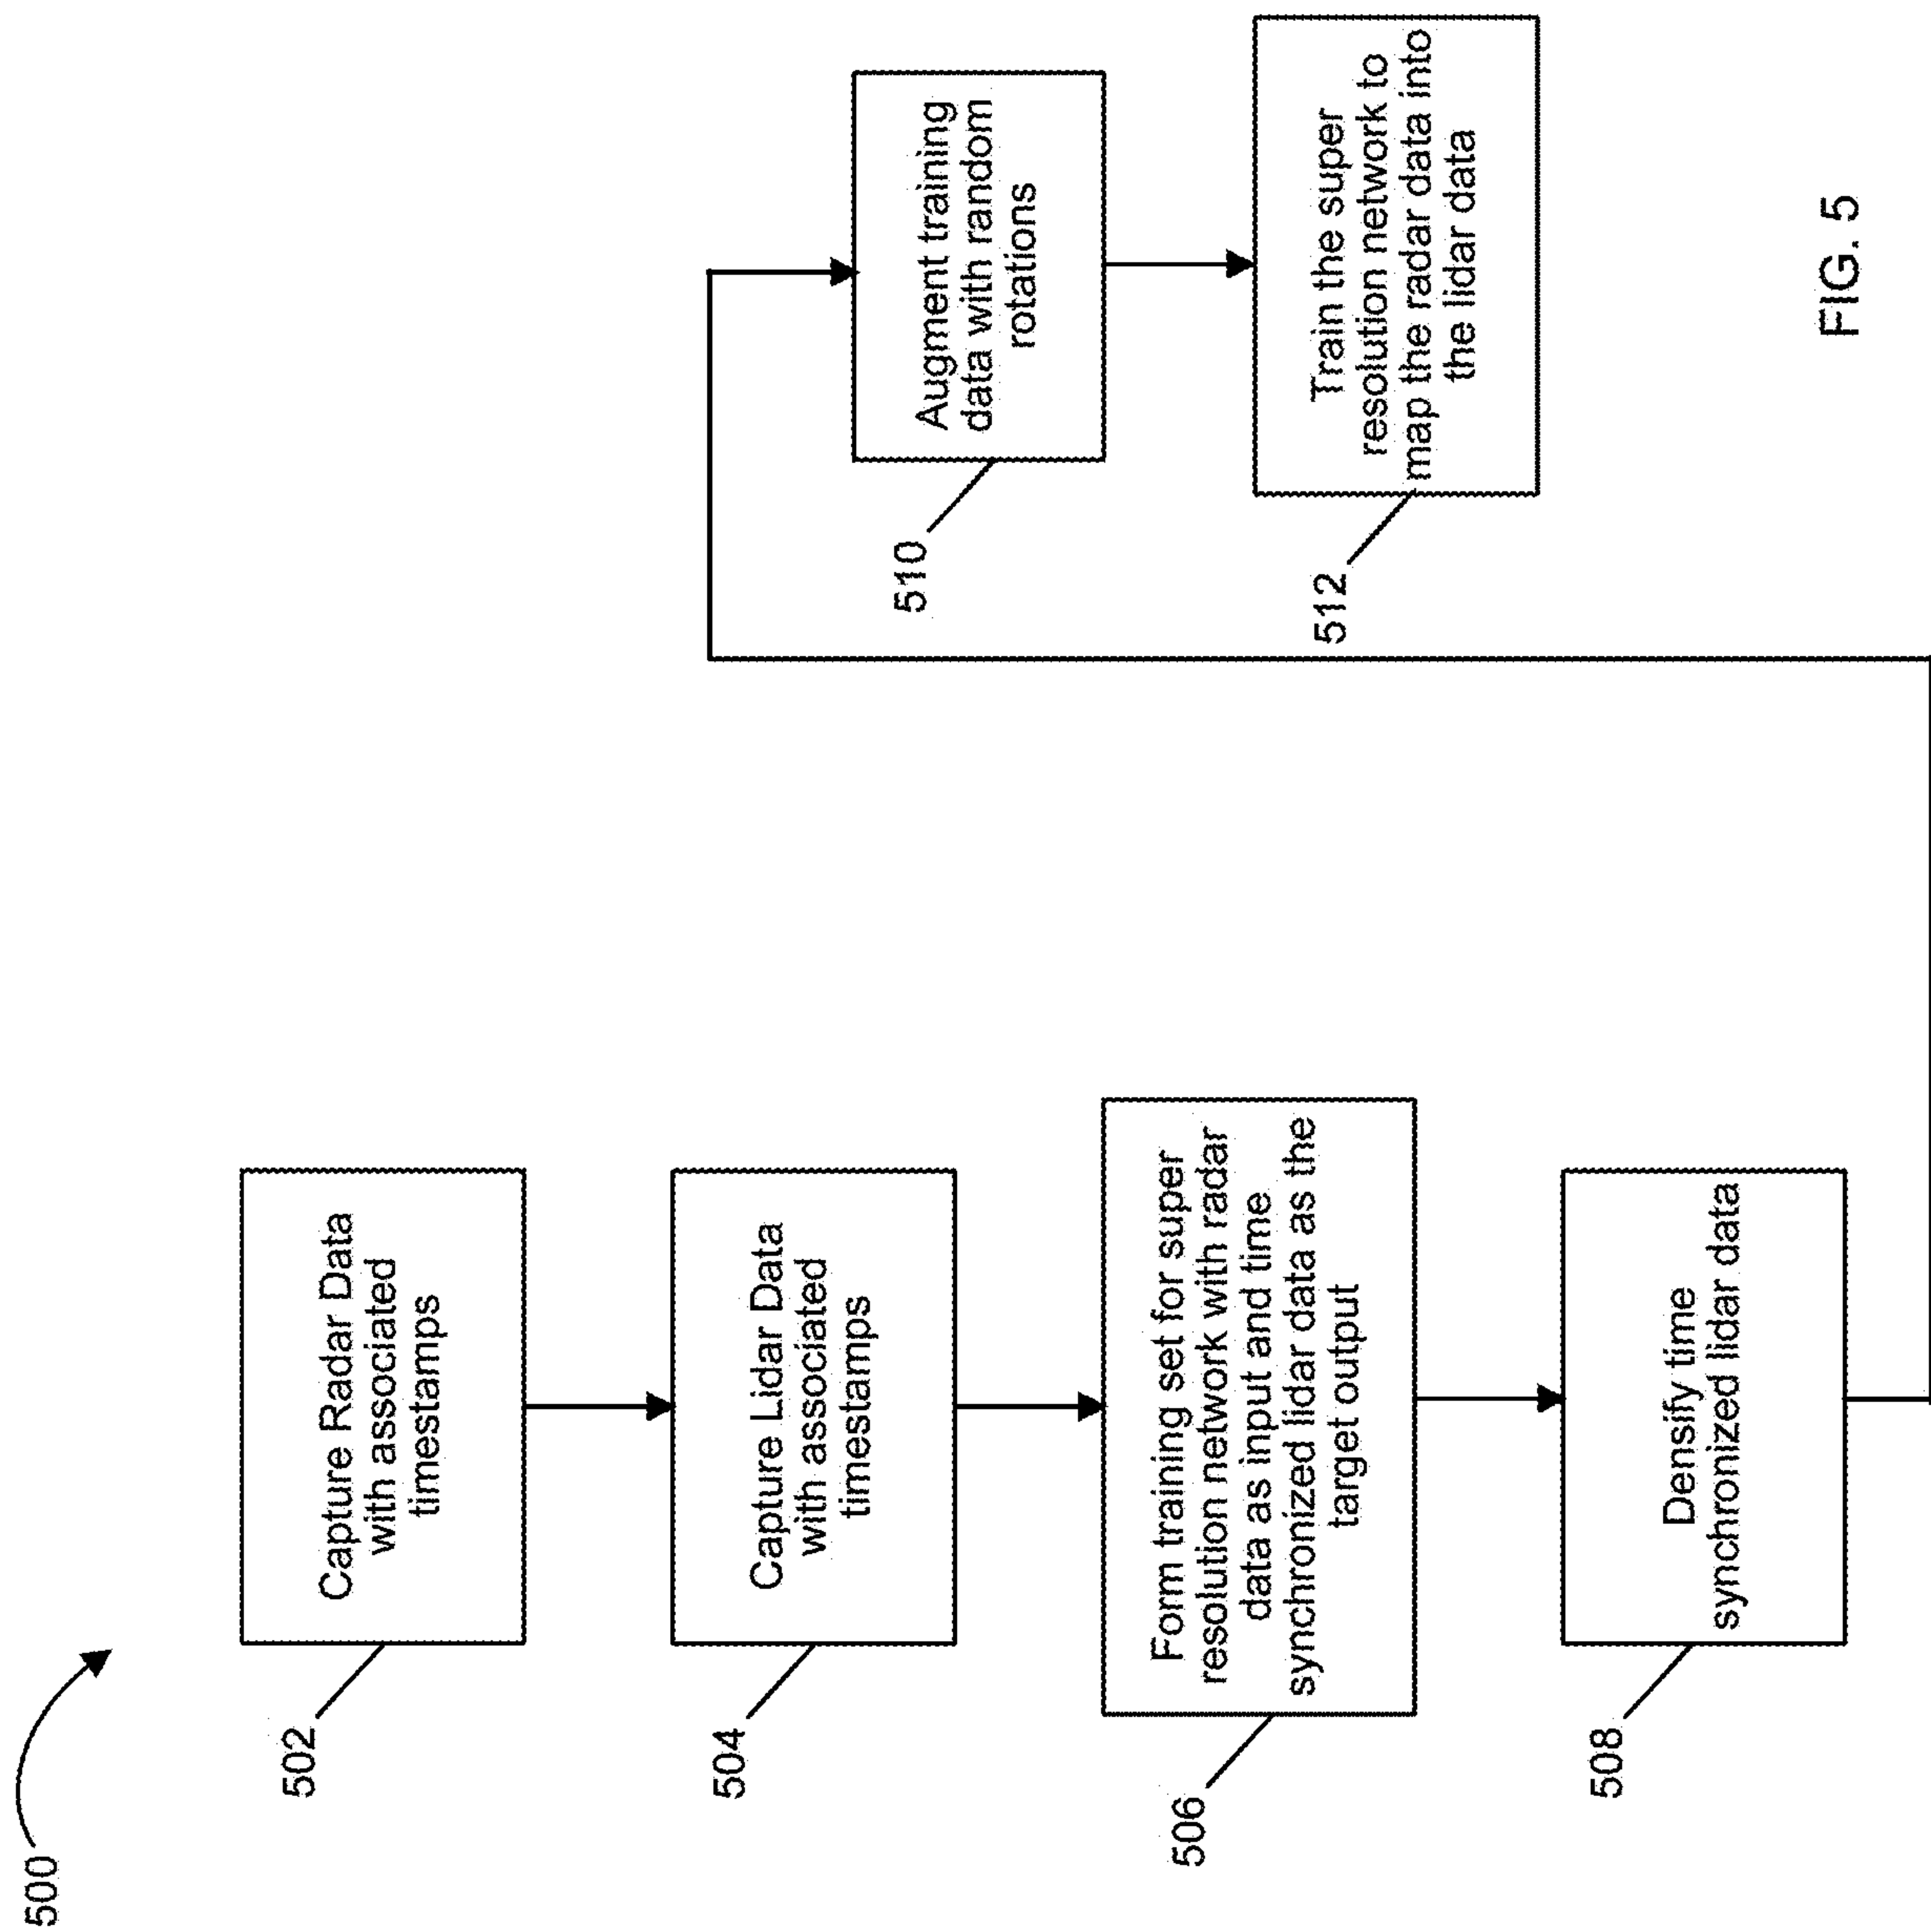 500
502
Capture Radar Data
with associated
timestamps
504
Capture Lidar Data
with associated
timestamps
506
Form training set for super
resolution network with radar
data as input and time
synchronized lidar data as the
target output
508
Densify time
synchronized lidar data
510
Augment training
data with random
rotations
512
Train the super
resolution network to
map the radar data into
the lidar data
FIG. 5